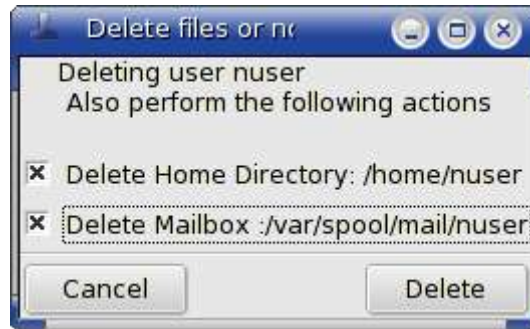 Delete files or no
Deleting user nuser
Also perform the following actions
Delete Home Directory: /home/nuser
Delete Mailbox :/var/spool/mail/nuser
Cancel
Delete